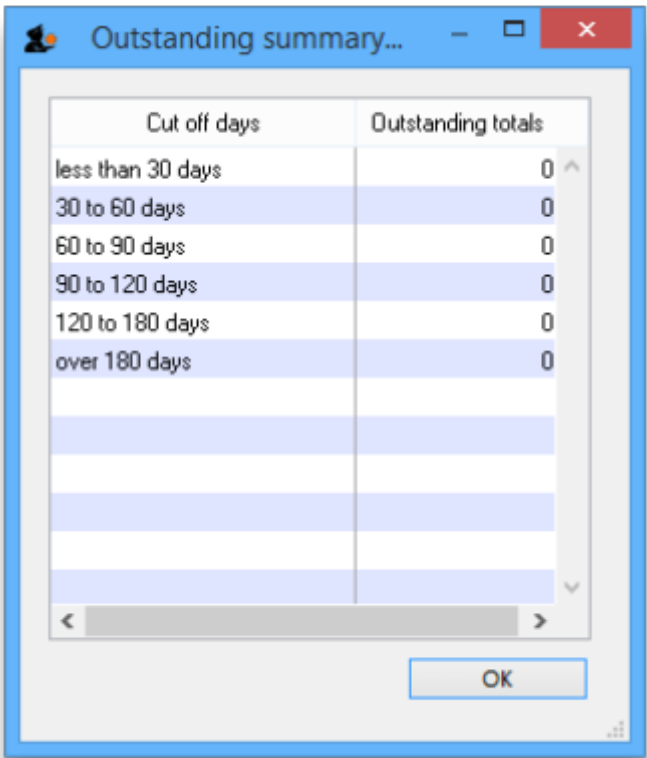 Outstanding summary...
Cut off days Outstanding totals
less than 30 days 0
30 to 60 days 0
60 to 90 days 0
90 to 120 days 0
120 to 180 days 0
over 180 days 0
OK